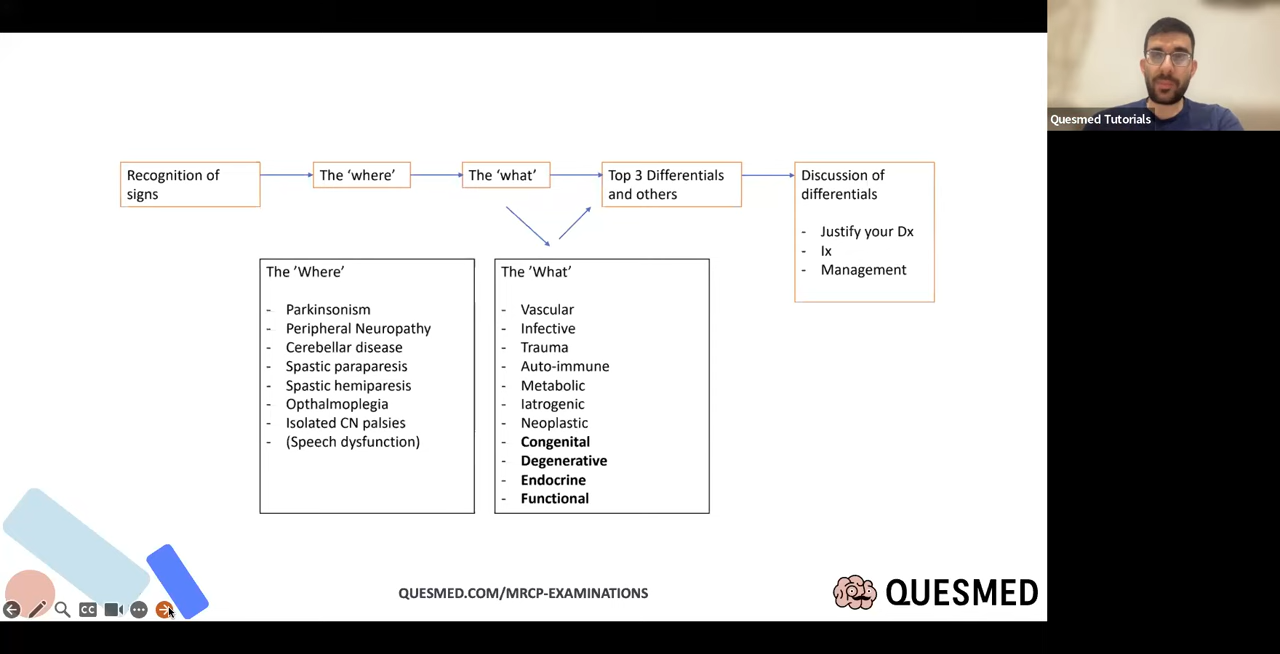 Quesmed Tutorials
Recognition of
signs
The ‘where’
The ‘what’
Top 3 Differentials
and others
Discussion of
differentials
- Justify your Dx
- Ix
- Management
The ’Where’
- Parkinsonism
- Peripheral Neuropathy
- Cerebellar disease
- Spastic paraparesis
- Spastic hemiparesis
- Opthalmoplegia
- Isolated CN palsies
- (Speech dysfunction)
The ’What’
- Vascular
- Infective
- Trauma
- Auto-immune
- Metabolic
- Iatrogenic
- Neoplastic
- Congenital
- Degenerative
- Endocrine
- Functional
CC
QUESMED.COM/MRCP-EXAMINATIONS
QUESMED